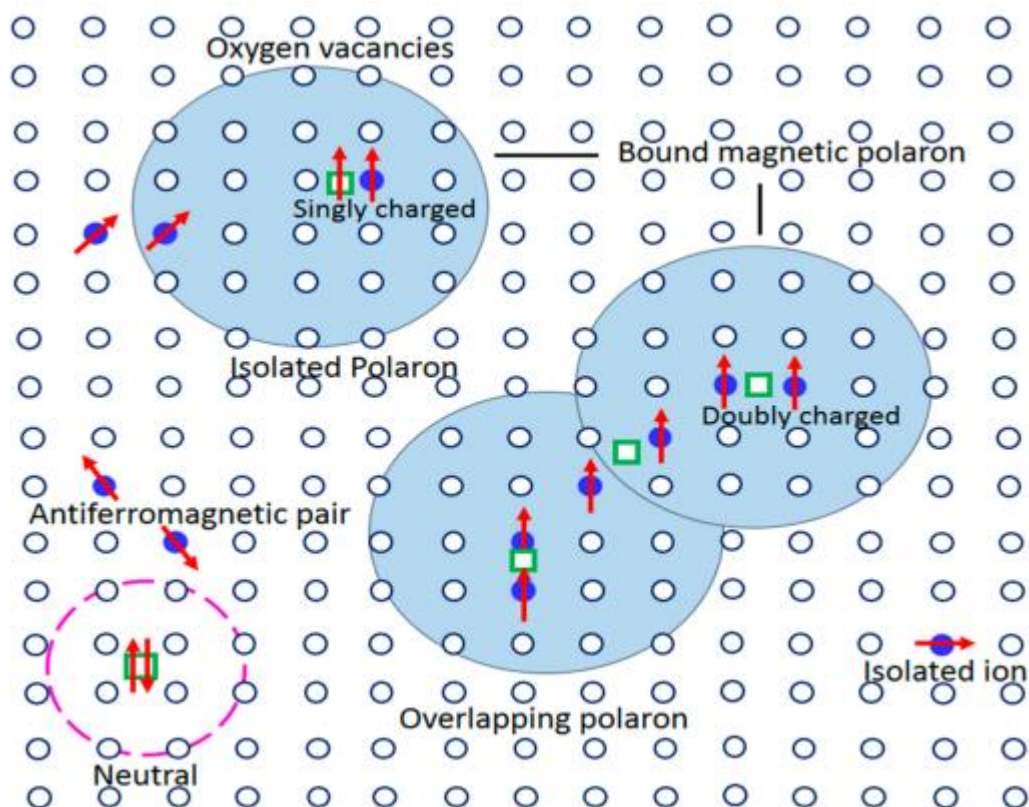 Oxygen vacancies
Bound magnetic polaron
Singly charged
Isolated Polaron
Doubly charged
Antiferromagnetic pair
Isolated ion
Overlapping polaron
Neutral